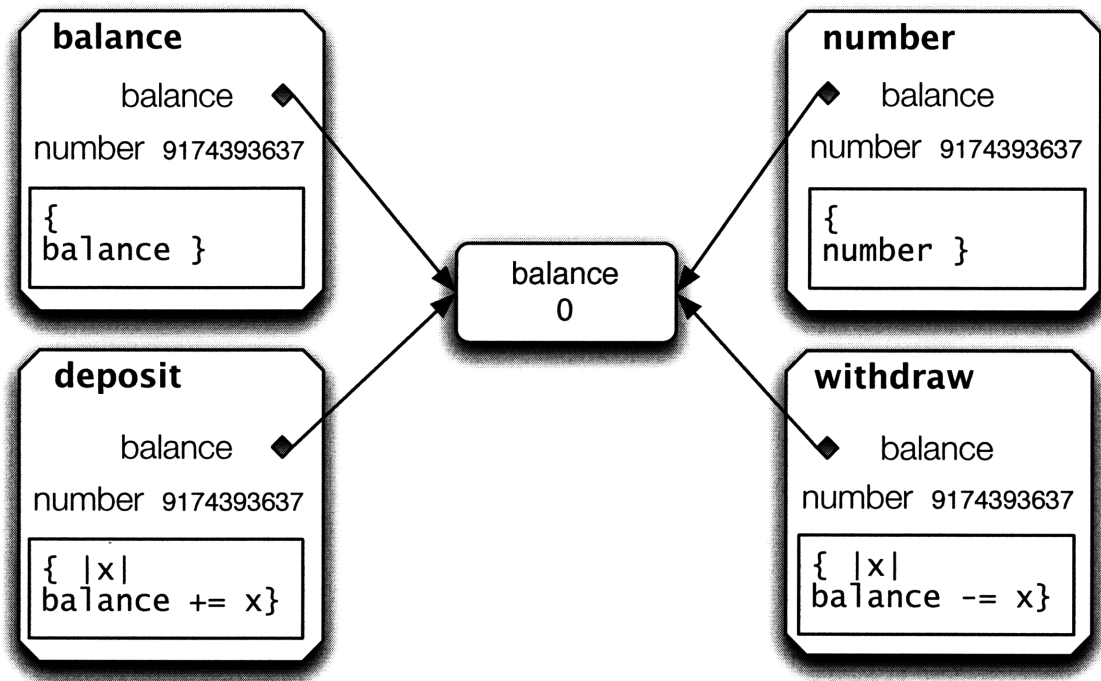 balance
balance
number 9174393637
{
balance }
number
balance
number 9174393637
{
number }
balance
0
deposit
balance
number 9174393637
{ |x|
balance += x}
withdraw
balance
number 9174393637
{ |x|
balance -= x}